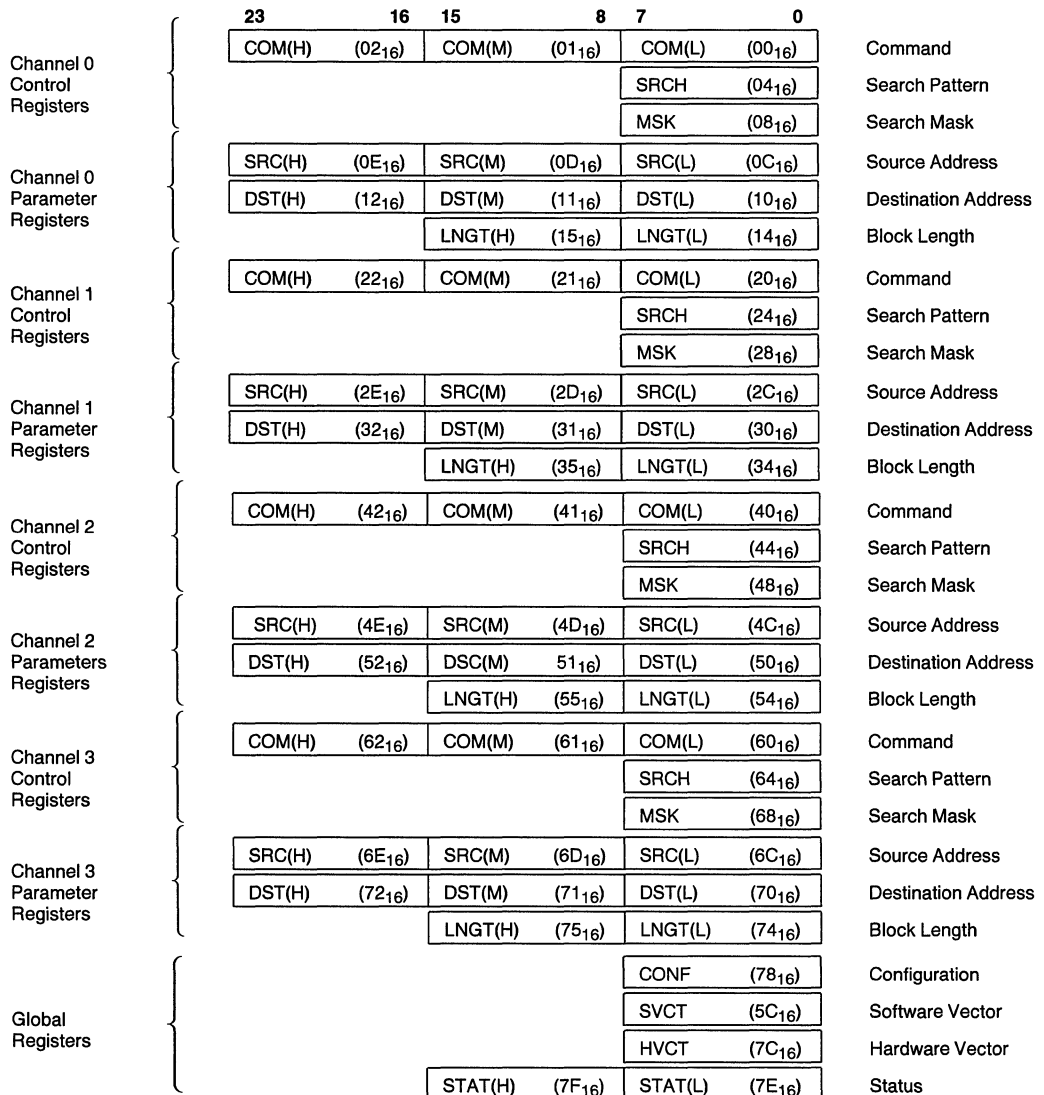 23 16 15 8 7 0
Channel 0
Control
Registers
COM(H) (02₁₆) COM(M) (01₁₆) COM(L) (00₁₆) Command
SRCH (04₁₆) Search Pattern
MSK (08₁₆) Search Mask
Channel 0
Parameter
Registers
SRC(H) (0E₁₆) SRC(M) (0D₁₆) SRC(L) (0C₁₆) Source Address
DST(H) (12₁₆) DST(M) (11₁₆) DST(L) (10₁₆) Destination Address
LNGT(H) (15₁₆) LNGT(L) (14₁₆) Block Length
Channel 1
Control
Registers
COM(H) (22₁₆) COM(M) (21₁₆) COM(L) (20₁₆) Command
SRCH (24₁₆) Search Pattern
MSK (28₁₆) Search Mask
Channel 1
Parameter
Registers
SRC(H) (2E₁₆) SRC(M) (2D₁₆) SRC(L) (2C₁₆) Source Address
DST(H) (32₁₆) DST(M) (31₁₆) DST(L) (30₁₆) Destination Address
LNGT(H) (35₁₆) LNGT(L) (34₁₆) Block Length
Channel 2
Control
Registers
COM(H) (42₁₆) COM(M) (41₁₆) COM(L) (40₁₆) Command
SRCH (44₁₆) Search Pattern
MSK (48₁₆) Search Mask
Channel 2
Parameters
Registers
SRC(H) (4E₁₆) SRC(M) (4D₁₆) SRC(L) (4C₁₆) Source Address
DST(H) (52₁₆) DSC(M) 51₁₆) DST(L) (50₁₆) Destination Address
LNGT(H) (55₁₆) LNGT(L) (54₁₆) Block Length
Channel 3
Control
Registers
COM(H) (62₁₆) COM(M) (61₁₆) COM(L) (60₁₆) Command
SRCH (64₁₆) Search Pattern
MSK (68₁₆) Search Mask
Channel 3
Parameter
Registers
SRC(H) (6E₁₆) SRC(M) (6D₁₆) SRC(L) (6C₁₆) Source Address
DST(H) (72₁₆) DST(M) (71₁₆) DST(L) (70₁₆) Destination Address
LNGT(H) (75₁₆) LNGT(L) (74₁₆) Block Length
Global
Registers
CONF (78₁₆) Configuration
SVCT (5C₁₆) Software Vector
HVCT (7C₁₆) Hardware Vector
STAT(H) (7F₁₆) STAT(L) (7E₁₆) Status